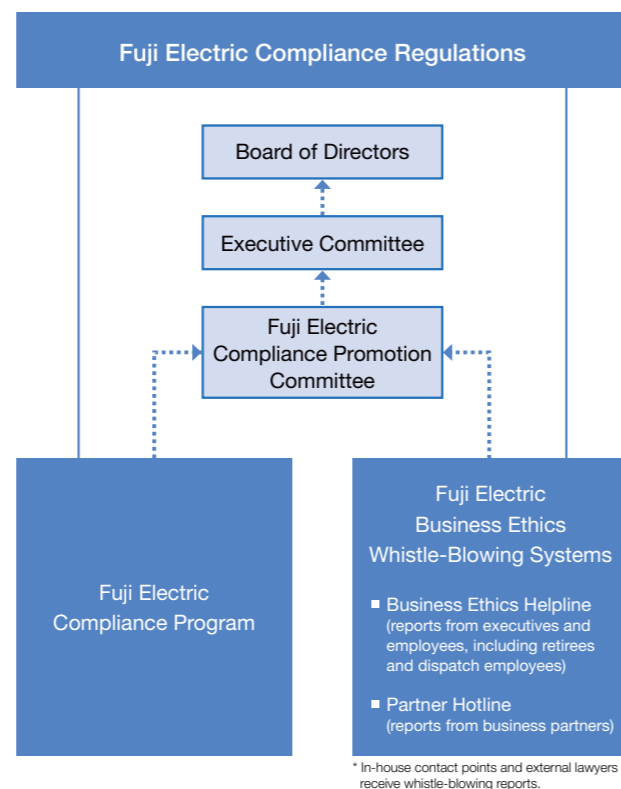 Fuji Electric Compliance Regulations
Board of Directors
Executive Committee
Fuji Electric
Compliance Promotion
Committee
Fuji Electric
Compliance Program
Fuji Electric
Business Ethics
Whistle-Blowing Systems
■ Business Ethics Helpline
(reports from executives and
employees, including retirees
and dispatch employees)
■ Partner Hotline
(reports from business partners)
* In-house contact points and external lawyers
receive whistle-blowing reports.